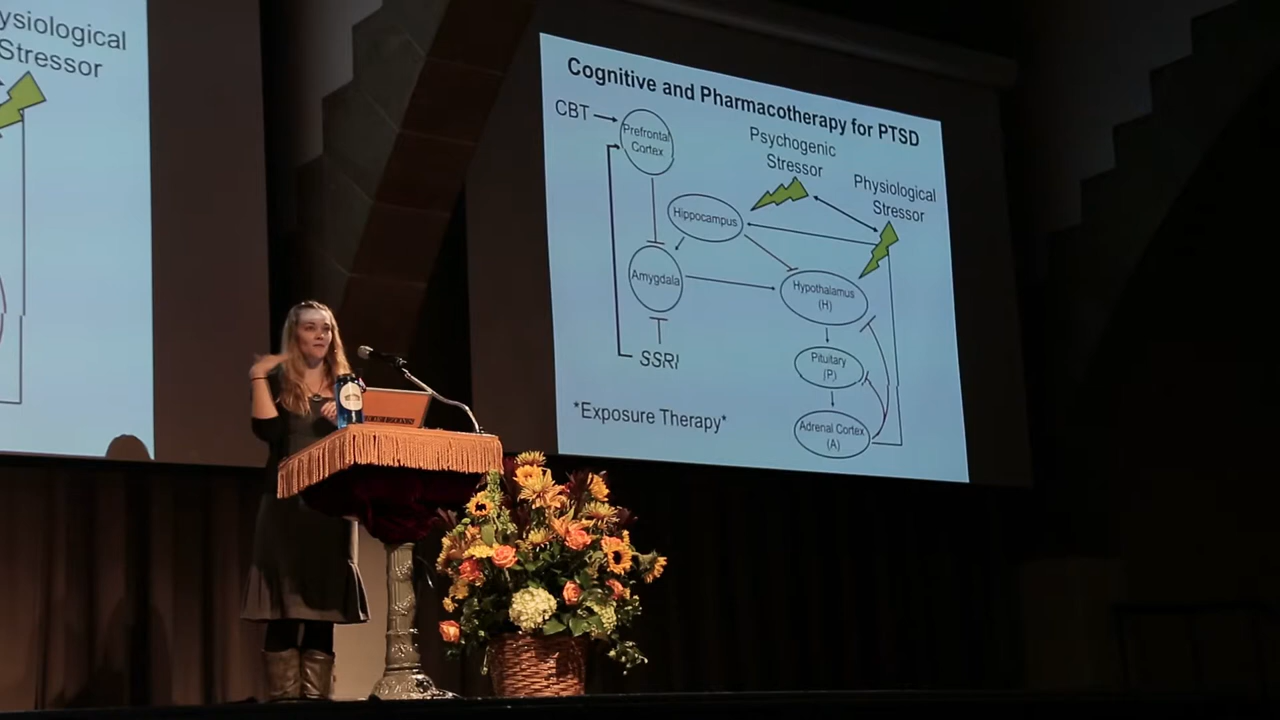 ysiological
Stressor
Cognitive and Pharmacotherapy for PTSD
CBT
Prefrontal
Cortex
Psychogenic
Stressor
Physiological
Stressor
Hippocampus
Amygdala
Hypothalamus
(H)
SSRI
Pituitary
(P)
*Exposure Therapy*
Adrenal Cortex
(A)